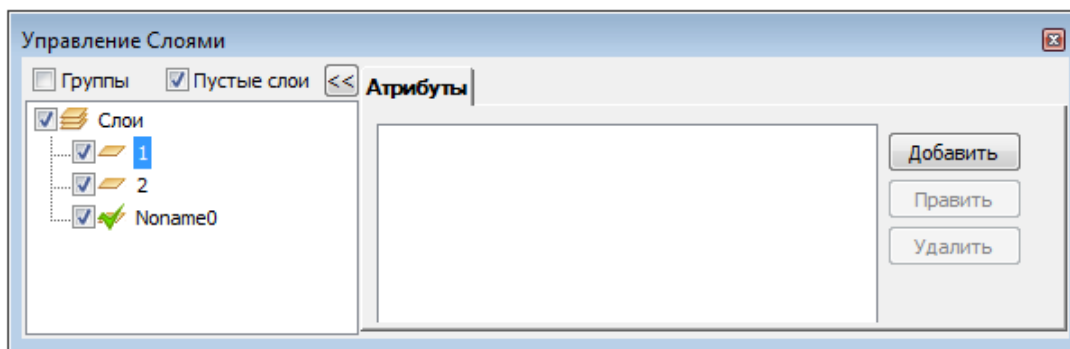 Управление Слоями
Группы Пустые слои << Атрибуты
Слои
1
2
Noname0
Добавить
Править
Удалить